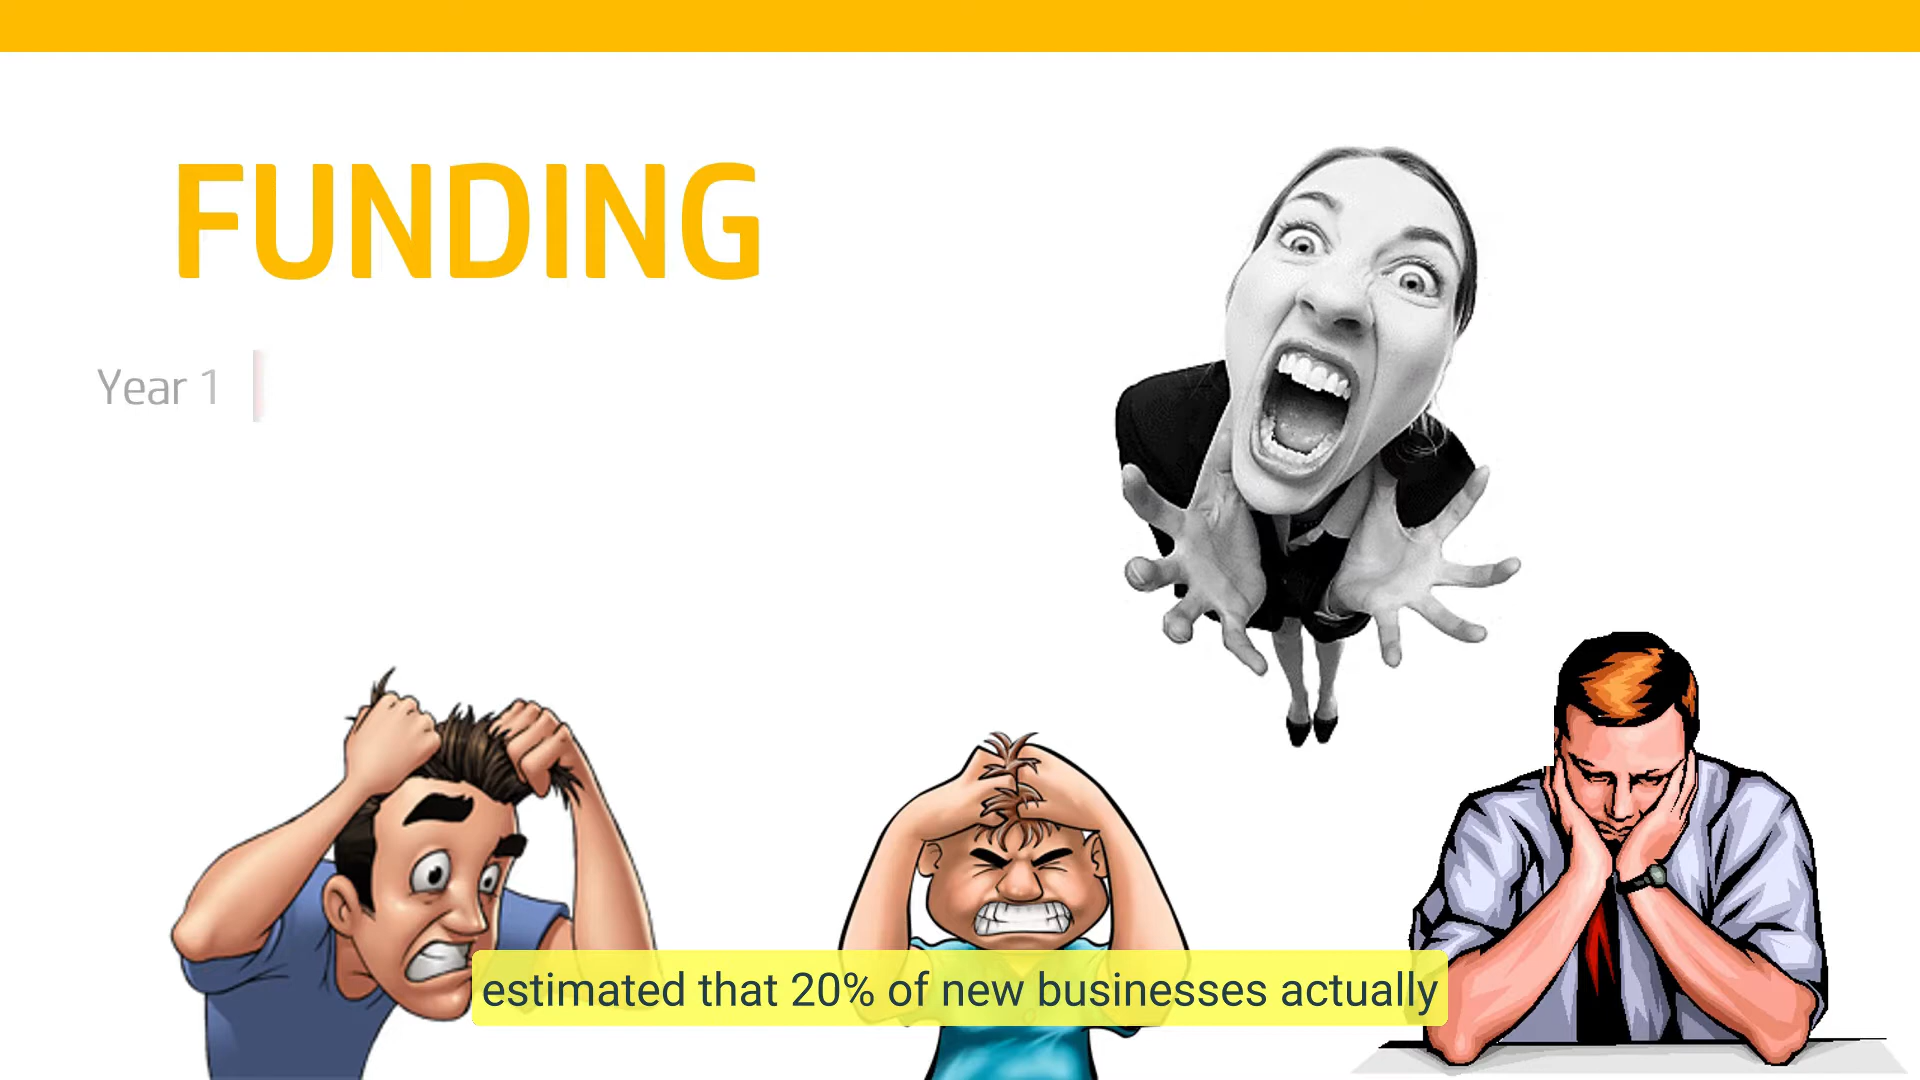 FUNDING
Year 1
estimated that 20% of new businesses actually